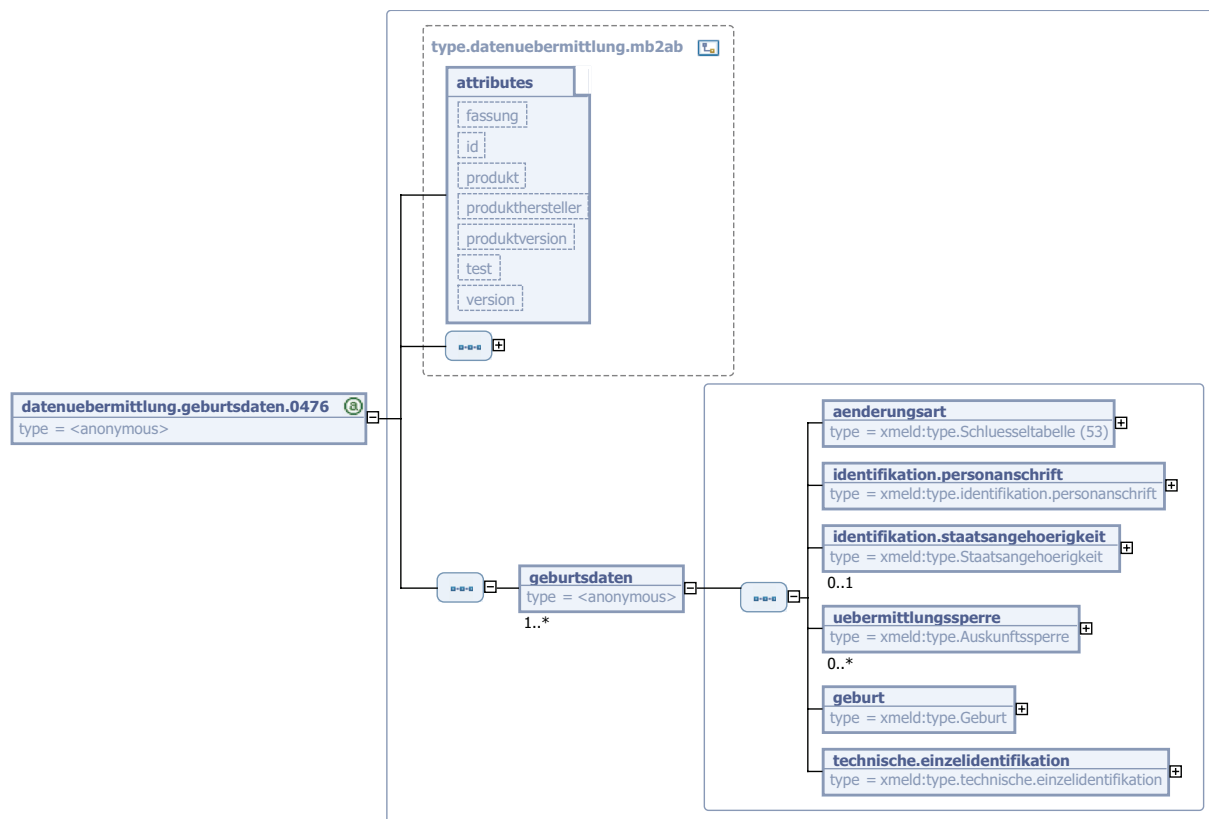 type.datenuebermittlung.mb2ab
attributes
fassung
id
produkt
produkthersteller
produktversion
test
version
datenuebermittlung.geburtsdaten.0476 @
type = <anonymous>
geburtsdaten
type = <anonymous>
1..*
aenderungsart
type = xmeld:type.Schluesseltabelle (53)
identifikation.personanschrift
type = xmeld:type.identifikation.personanschrift
identifikation.staatsangehoerigkeit
type = xmeld:type.Staatsangehoerigkeit
0..1
uebermittlungssperre
type = xmeld:type.Auskunftssperre
0..*
geburt
type = xmeld:type.Geburt
technische.einzelidentifikation
type = xmeld:type.technische.einzelidentifikation